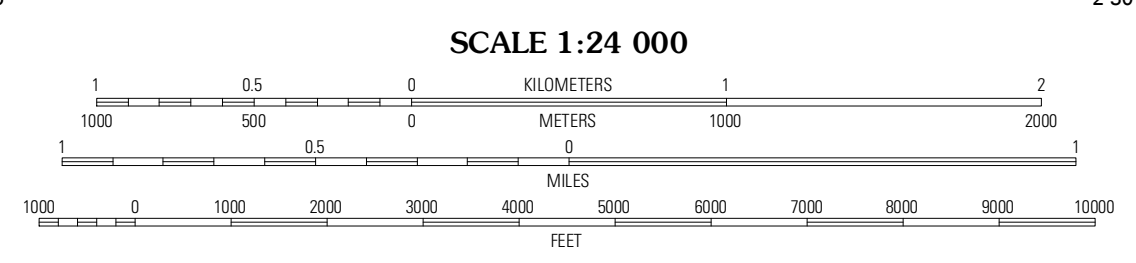 SCALE 1:24 000
1 0.5 0 KILOMETERS 1 2
1000 500 0 METERS 1000 2000
1 0.5 0 1
MILES
1000 0 1000 2000 3000 4000 5000 6000 7000 8000 9000 10000
FEET